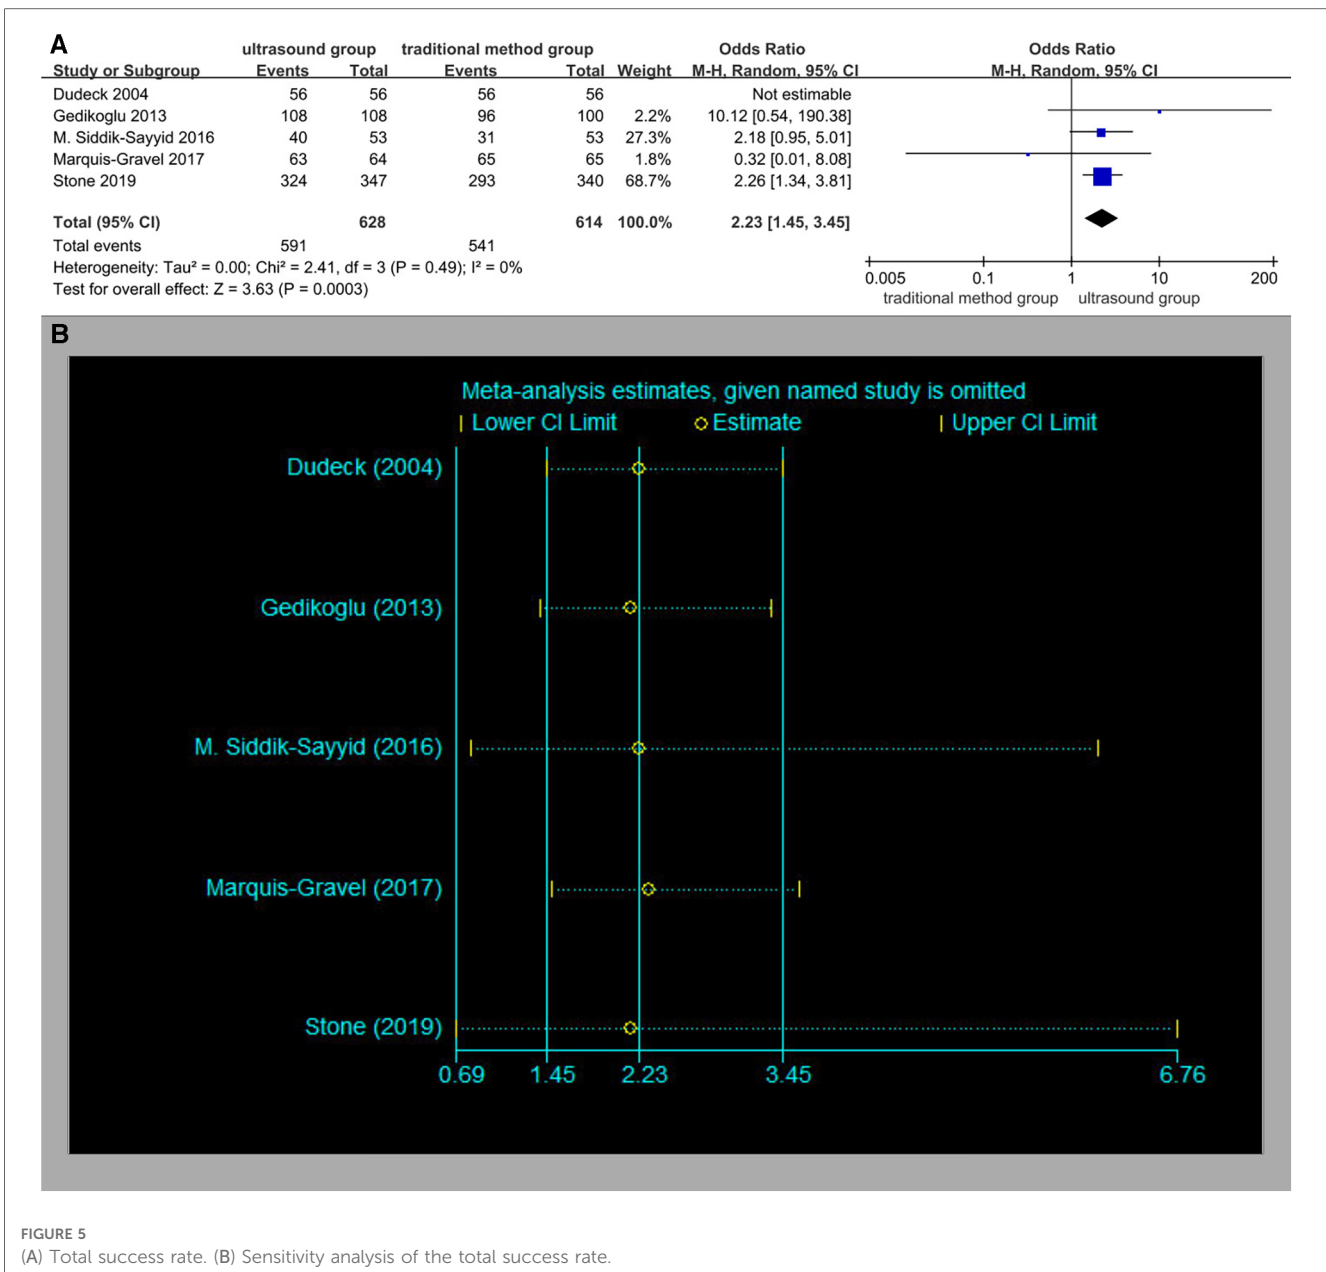 A
ultrasound group traditional method group Odds Ratio Odds Ratio
Study or Subgroup Events Total Events Total Weight M-H, Random, 95% CI M-H, Random, 95% CI
Dudeck 2004 56 56 56 56 Not estimable
Gedikoglu 2013 108 108 96 100 2.2% 10.12 [0.54, 190.38]
M. Siddik-Sayyid 2016 40 53 31 53 27.3% 2.18 [0.95, 5.01]
Marquis-Gravel 2017 63 64 65 65 1.8% 0.32 [0.01, 8.08]
Stone 2019 324 347 293 340 68.7% 2.26 [1.34, 3.81]
Total (95% CI) 628 614 100.0% 2.23 [1.45, 3.45]
Total events 591 541
Heterogeneity: Tau² = 0.00; Chi² = 2.41, df = 3 (P = 0.49); I² = 0%
Test for overall effect: Z = 3.63 (P = 0.0003)
0.005 0.1 1 10 200
traditional method group ultrasound group
B
Meta-analysis estimates, given named study is omitted
Lower CI Limit Estimate Upper CI Limit
Dudeck (2004)
Gedikoglu (2013)
M. Siddik-Sayyid (2016)
Marquis-Gravel (2017)
Stone (2019)
0.69 1.45 2.23 3.45 6.76
FIGURE 5
(A) Total success rate. (B) Sensitivity analysis of the total success rate.